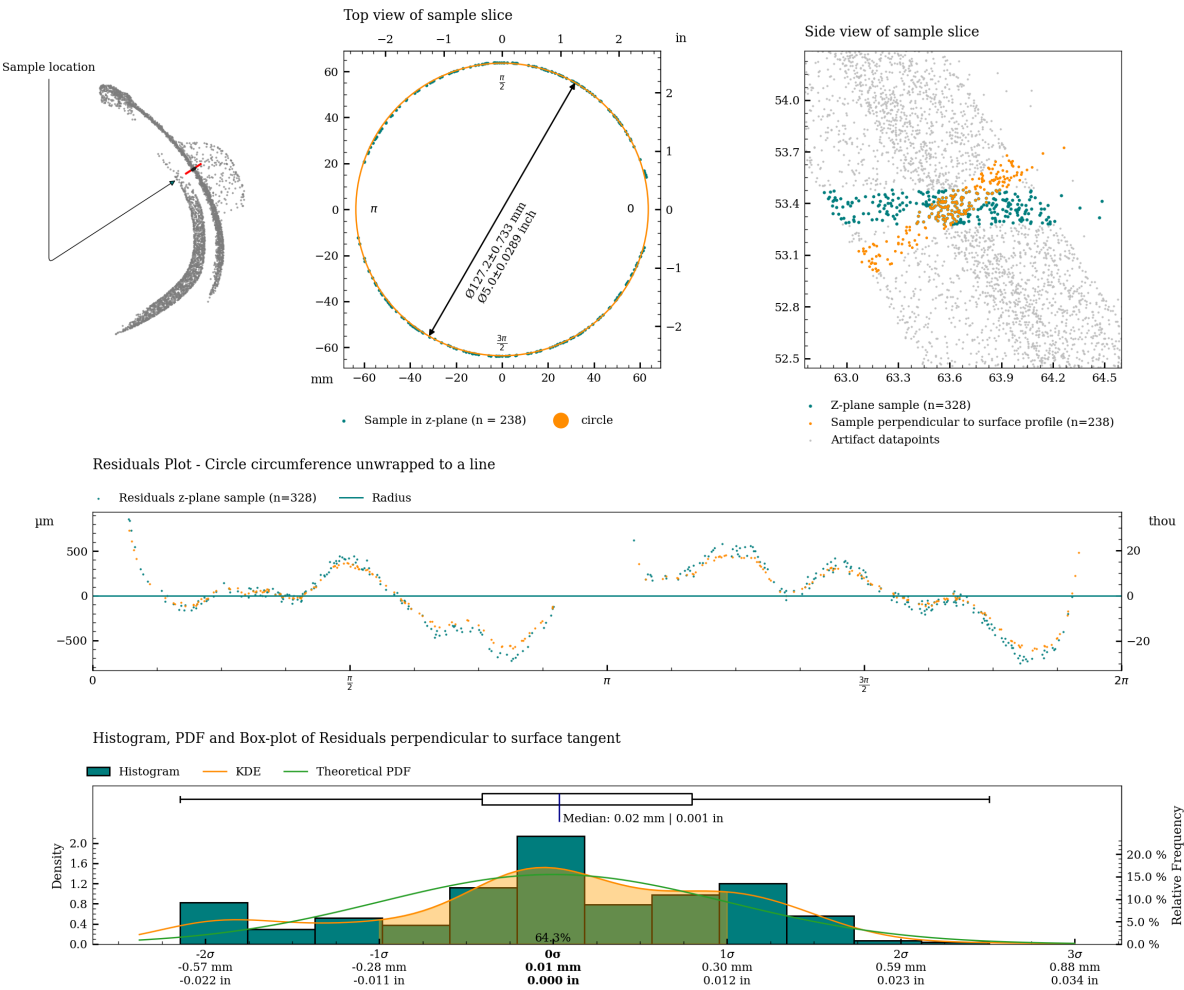 Top view of sample slice
Side view of sample slice
Sample location
−2 −1 0 1 2 in
60
40
20
0
−20
−40
−60
2
1
0
−1
−2
π/2
π
0
3π/2
Ø127.2±0.733 mm
Ø5.0±0.0289 inch
mm −60 −40 −20 0 20 40 60
Sample in z-plane (n = 238) circle
54.0
53.7
53.4
53.1
52.8
52.5
63.0 63.3 63.6 63.9 64.2 64.5
Z-plane sample (n=328)
Sample perpendicular to surface profile (n=238)
Artifact datapoints
Residuals Plot - Circle circumference unwrapped to a line
Residuals z-plane sample (n=328) Radius
µm
thou
500
0
−500
20
0
−20
0 π/2 π 3π/2 2π
Histogram, PDF and Box-plot of Residuals perpendicular to surface tangent
Histogram KDE Theoretical PDF
Median: 0.02 mm | 0.001 in
Density
2.0
1.6
1.2
0.8
0.4
0.0
Relative Frequency
20.0 %
15.0 %
10.0 %
5.0 %
0.0 %
64.3%
-2σ -1σ 0σ 1σ 2σ 3σ
-0.57 mm -0.28 mm 0.01 mm 0.30 mm 0.59 mm 0.88 mm
-0.022 in -0.011 in 0.000 in 0.012 in 0.023 in 0.034 in